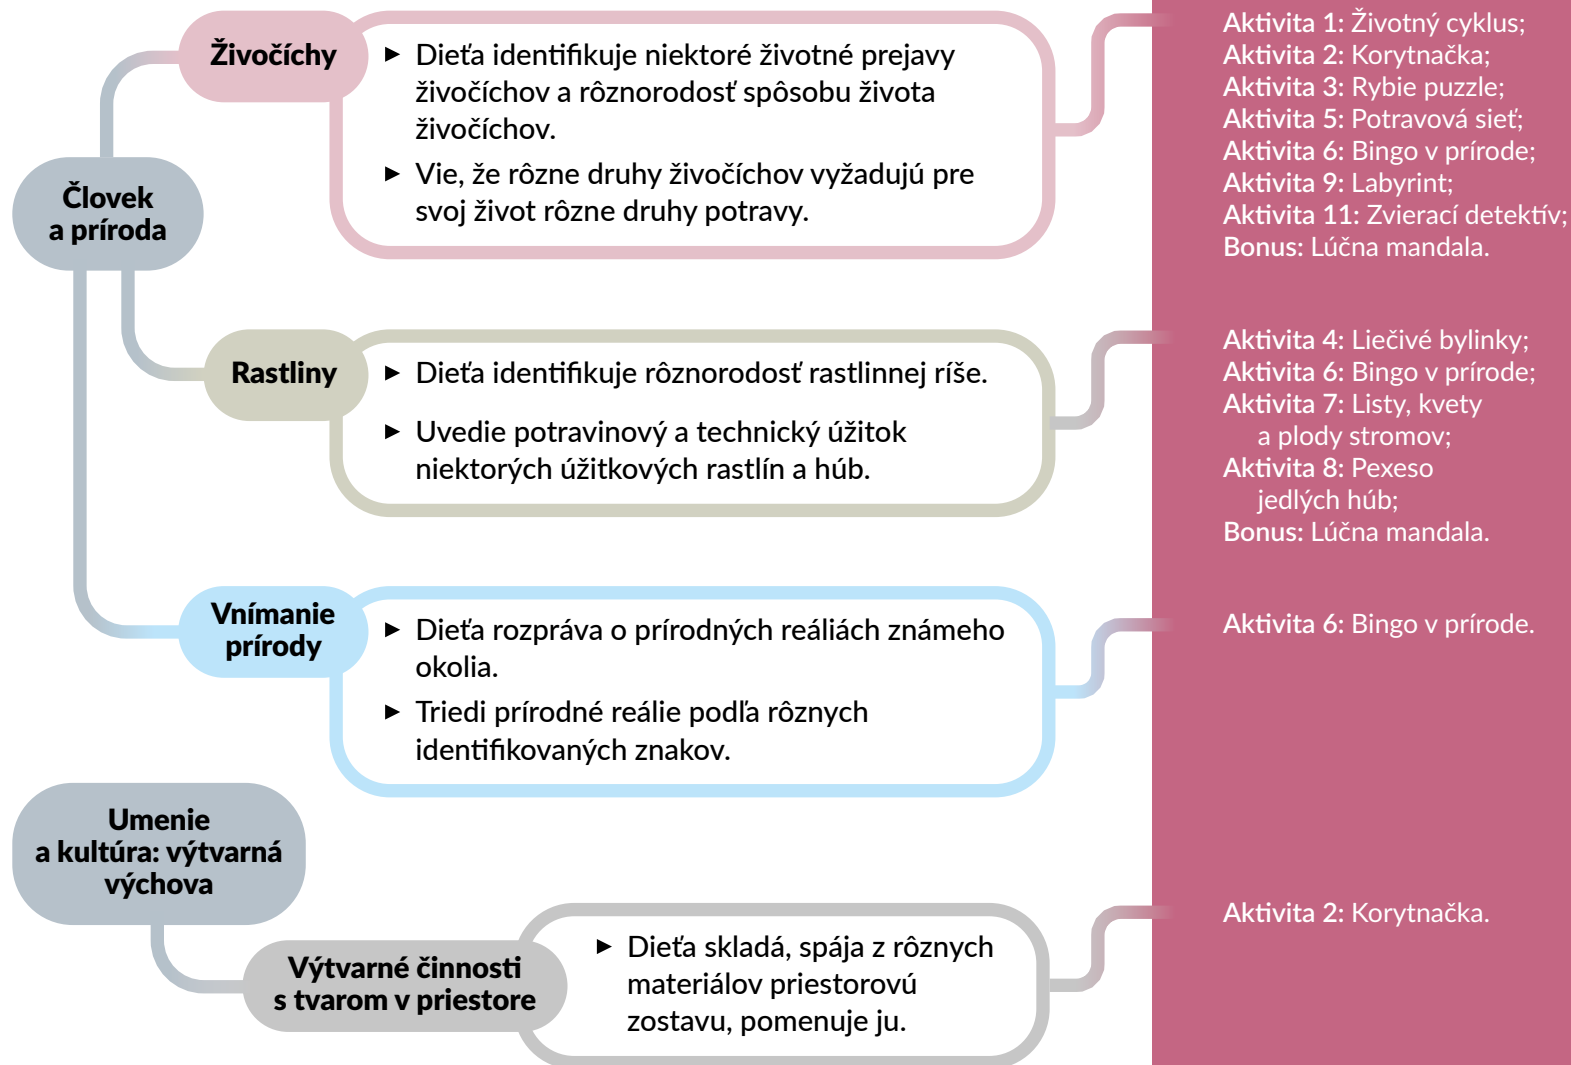 Človek
a príroda
Živočíchy
► Dieťa identifikuje niektoré životné prejavy
živočíchov a rôznorodosť spôsobu života
živočíchov.
► Vie, že rôzne druhy živočíchov vyžadujú pre
svoj život rôzne druhy potravy.
Aktivita 1: Životný cyklus;
Aktivita 2: Korytnačka;
Aktivita 3: Rybie puzzle;
Aktivita 5: Potravová sieť;
Aktivita 6: Bingo v prírode;
Aktivita 9: Labyrint;
Aktivita 11: Zvierací detektív;
Bonus: Lúčna mandala.
Rastliny
► Dieťa identifikuje rôznorodosť rastlinnej ríše.
► Uvedie potravinový a technický úžitok
niektorých úžitkových rastlín a húb.
Aktivita 4: Liečivé bylinky;
Aktivita 6: Bingo v prírode;
Aktivita 7: Listy, kvety
a plody stromov;
Aktivita 8: Pexeso
jedlých húb;
Bonus: Lúčna mandala.
Vnímanie
prírody
► Dieťa rozpráva o prírodných reáliách známeho
okolia.
► Triedi prírodné reálie podľa rôznych
identifikovaných znakov.
Aktivita 6: Bingo v prírode.
Umenie
a kultúra: výtvarná
výchova
Výtvarné činnosti
s tvarom v priestore
► Dieťa skladá, spája z rôznych
materiálov priestorovú
zostavu, pomenuje ju.
Aktivita 2: Korytnačka.